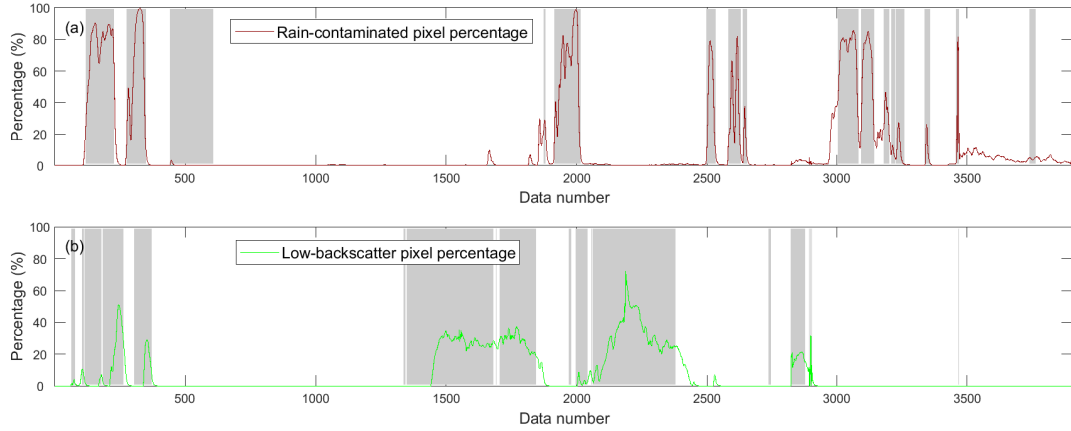 (a)
Rain-contaminated pixel percentage
Percentage (%)
100
80
60
40
20
0
500 1000 1500 2000 2500 3000 3500
Data number
(b)
Low-backscatter pixel percentage
Percentage (%)
100
80
60
40
20
0
500 1000 1500 2000 2500 3000 3500
Data number